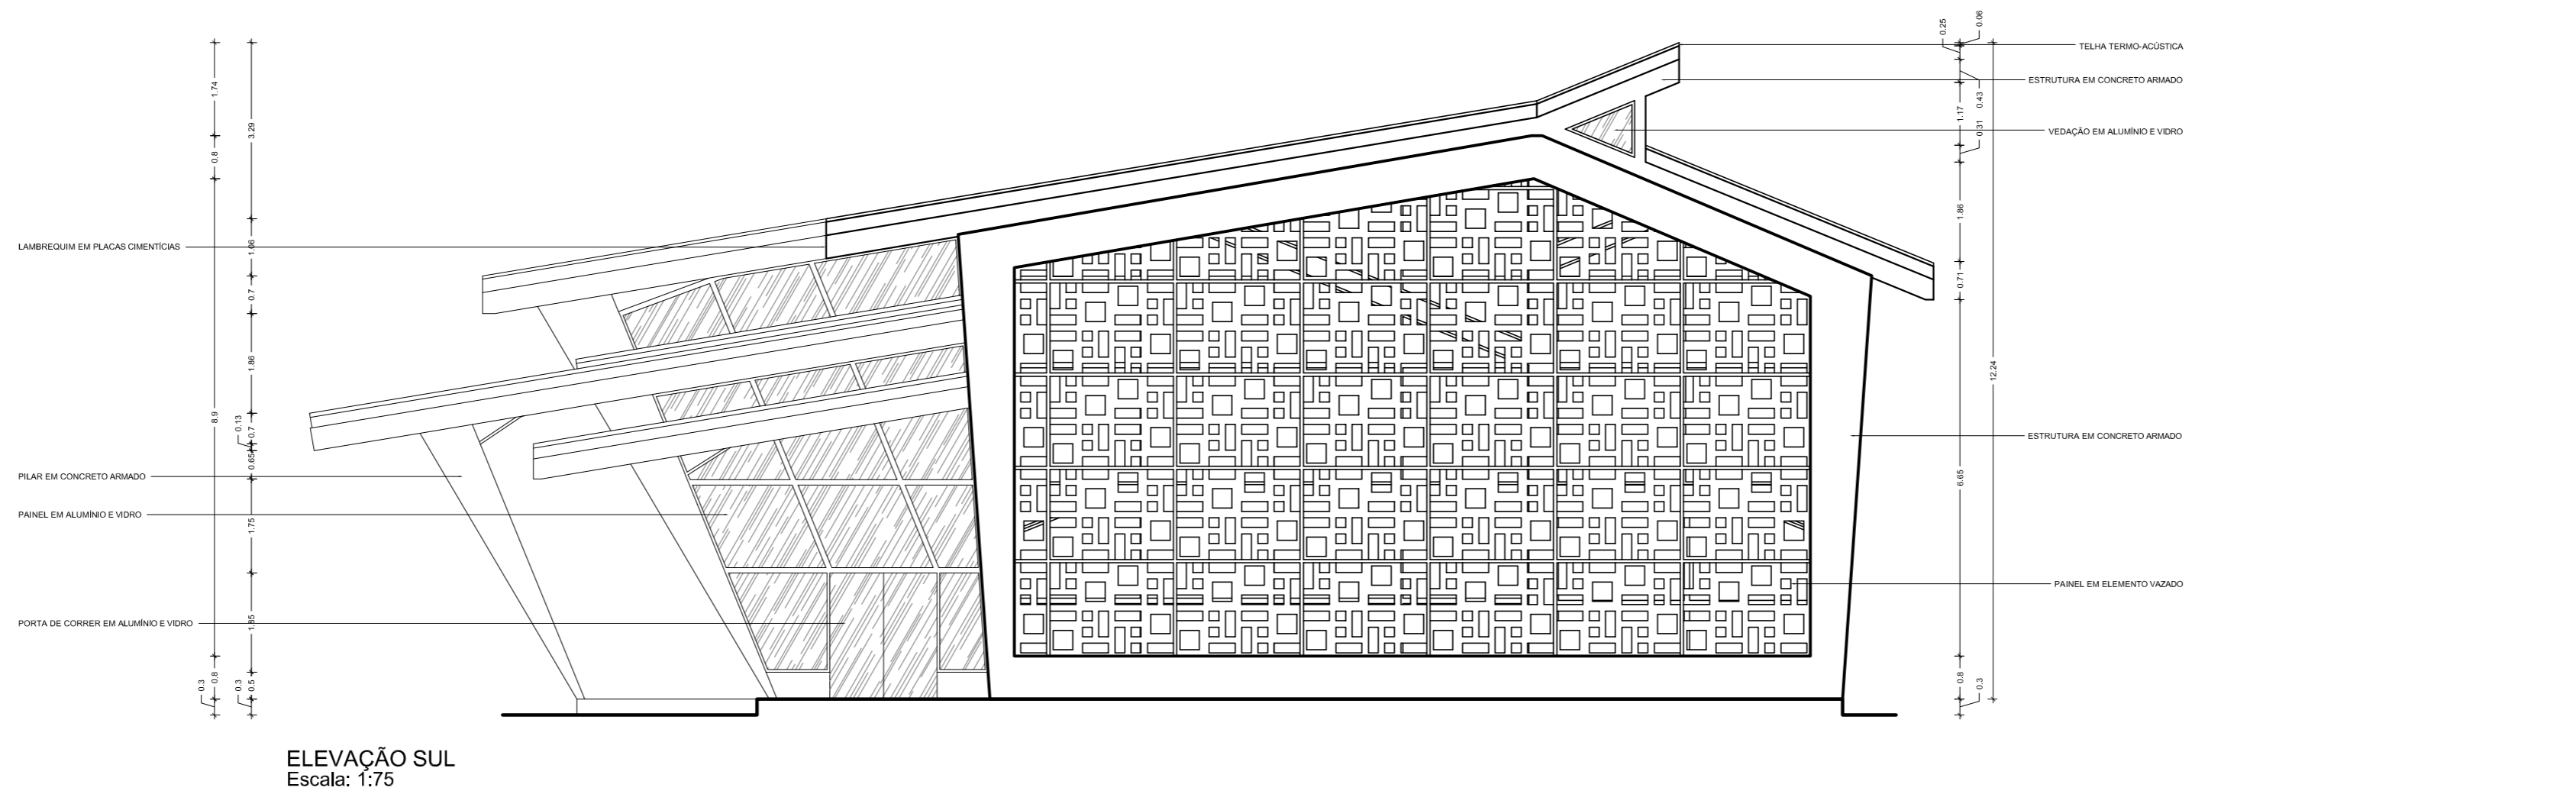 TELHA TERMO-ACÚSTICA
ESTRUTURA EM CONCRETO ARMADO
VEDAÇÃO EM ALUMÍNIO E VIDRO
LAMBREQUIM EM PLACAS CIMENTÍCIAS
ESTRUTURA EM CONCRETO ARMADO
PILAR EM CONCRETO ARMADO
PAINEL EM ALUMÍNIO E VIDRO
PAINEL EM ELEMENTO VAZADO
PORTA DE CORRER EM ALUMÍNIO E VIDRO
1.74
0.8
8.9
0.8
0.3
3.29
1.06
0.7
1.86
0.7
0.13
0.65
1.75
1.85
0.5
0.3
0.25
0.06
0.43
1.17
0.31
1.86
0.71
6.65
0.8
0.3
12.24
ELEVAÇÃO SUL
Escala: 1:75